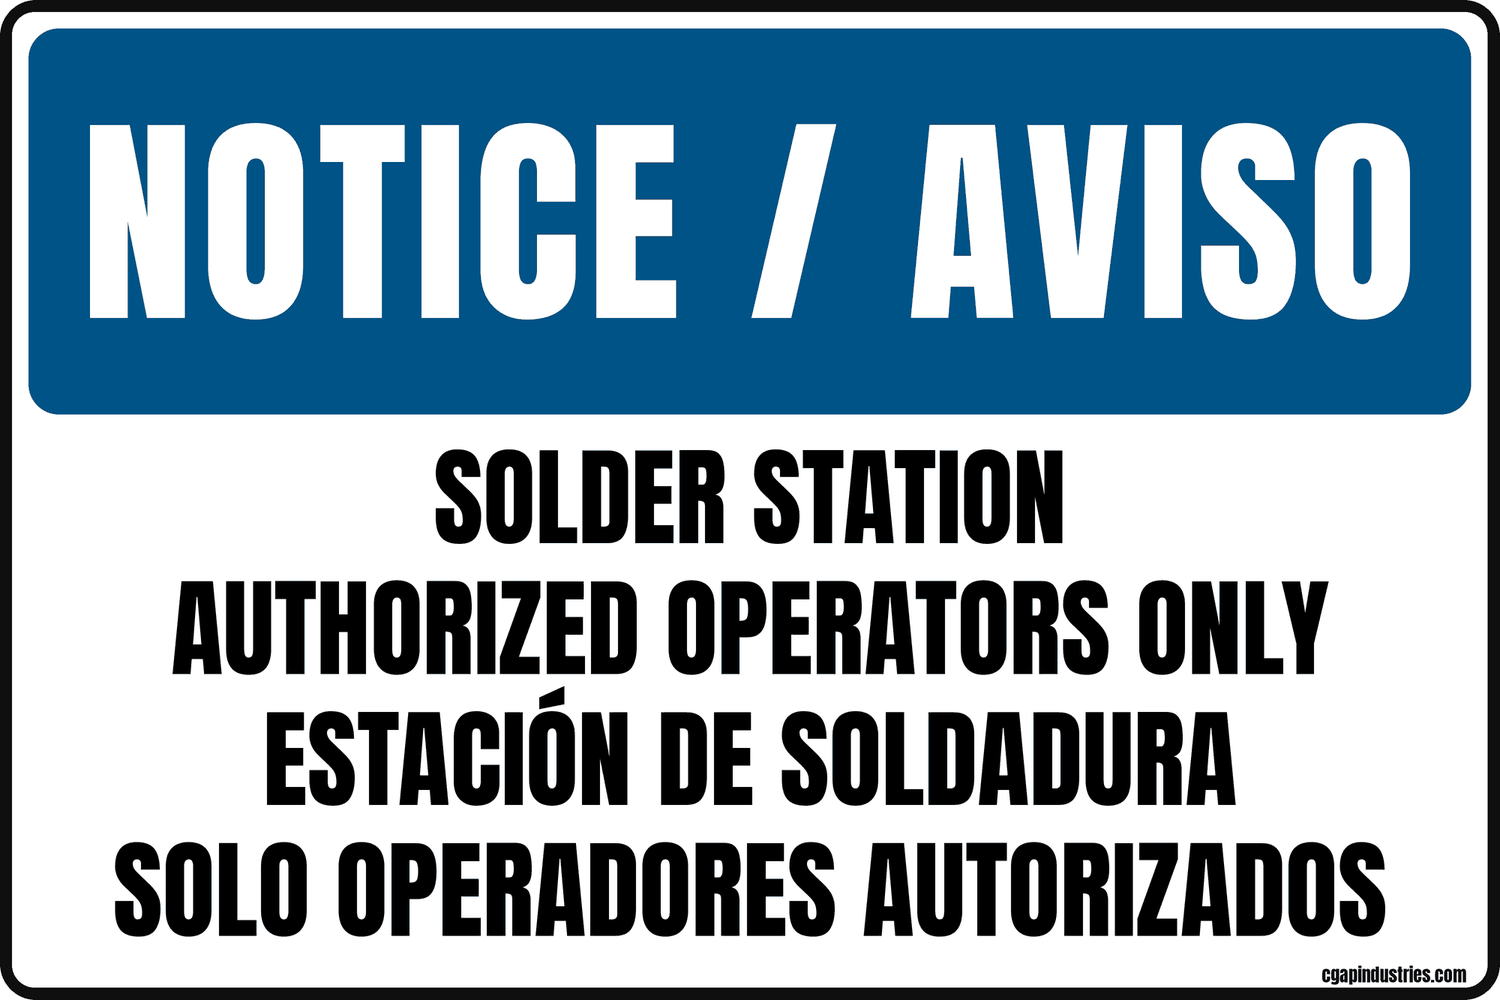 NOTICE / AVISO
SOLDER STATION
AUTHORIZED OPERATORS ONLY
ESTACIÓN DE SOLDADURA
SOLO OPERADORES AUTORIZADOS
cgapindustries.com